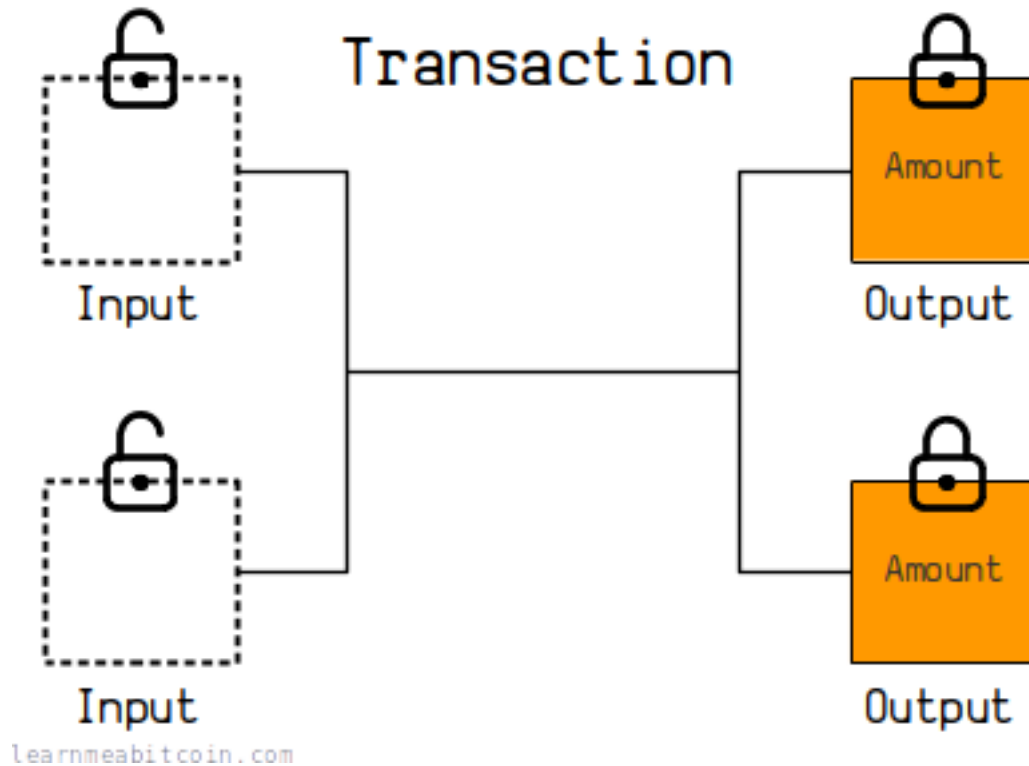 Transaction
Amount
Input
Output
Amount
Input
Output
learnmeabitcoin.com